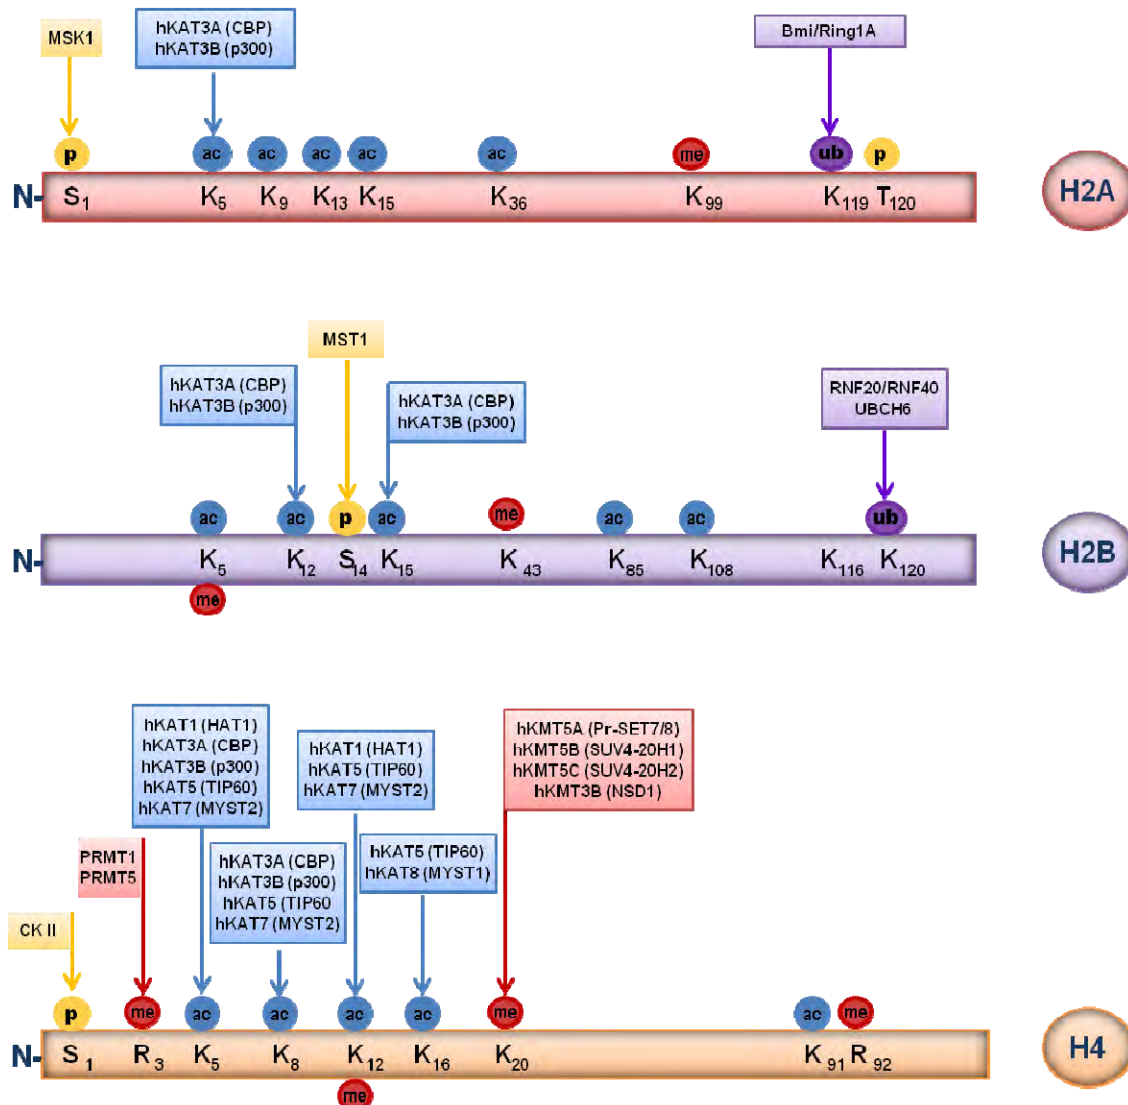 MSK1
hKAT3A (CBP)
hKAT3B (p300)
Bmi/Ring1A
p
ac
ac
ac
ac
ac
me
ub
p
N-
S1
K5
K9
K13
K15
K36
K99
K119
T120
H2A
MST1
hKAT3A (CBP)
hKAT3B (p300)
hKAT3A (CBP)
hKAT3B (p300)
RNF20/RNF40
UBCH6
ac
ac
p
ac
me
ac
ac
ub
N-
K5
K12
S14
K15
K43
K85
K108
K116
K120
H2B
me
hKAT1 (HAT1)
hKAT3A (CBP)
hKAT3B (p300)
hKAT5 (TIP60)
hKAT7 (MYST2)
hKAT1 (HAT1)
hKAT5 (TIP60)
hKAT7 (MYST2)
hKMT5A (Pr-SET7/8)
hKMT5B (SUV4-20H1)
hKMT5C (SUV4-20H2)
hKMT3B (NSD1)
PRMT1
PRMT5
hKAT3A (CBP)
hKAT3B (p300)
hKAT5 (TIP60
hKAT7 (MYST2)
hKAT5 (TIP60)
hKAT8 (MYST1)
CK II
p
me
ac
ac
ac
ac
me
ac
me
N-
S1
R3
K5
K8
K12
K16
K20
K91
R92
H4
me